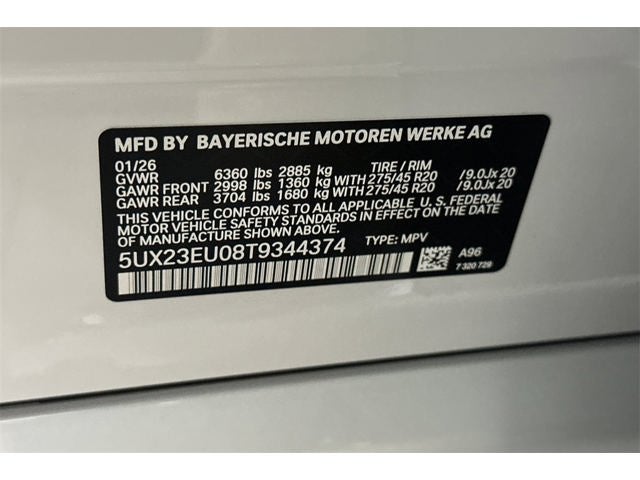 MFD BY BAYERISCHE MOTOREN WERKE AG
01/26 TIRE / RIM
GVWR 6360 lbs 2885 kg
GAWR FRONT 2998 lbs 1360 kg WITH 275/45 R20 /9.0Jx 20
GAWR REAR 3704 lbs 1680 kg WITH 275/45 R20 /9.0Jx 20
THIS VEHICLE CONFORMS TO ALL APPLICABLE U.S. FEDERAL
MOTOR VEHICLE SAFETY STANDARDS IN EFFECT ON THE DATE
OF MANUFACTURE SHOWN ABOVE.
5UX23EU08T9344374 TYPE: MPV
A96
7 320 729